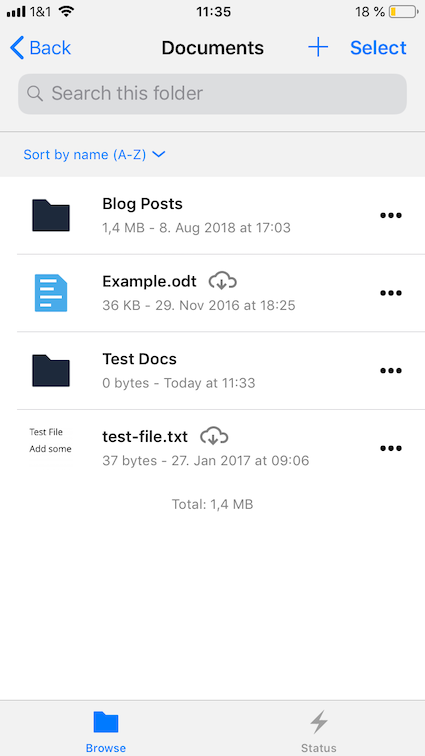 1&1 11:35 18 %
Back Documents + Select
Search this folder
Sort by name (A-Z)
Blog Posts
1,4 MB - 8. Aug 2018 at 17:03
Example.odt
36 KB - 29. Nov 2016 at 18:25
Test Docs
0 bytes - Today at 11:33
Test File
Add some
test-file.txt
37 bytes - 27. Jan 2017 at 09:06
Total: 1,4 MB
Browse Status